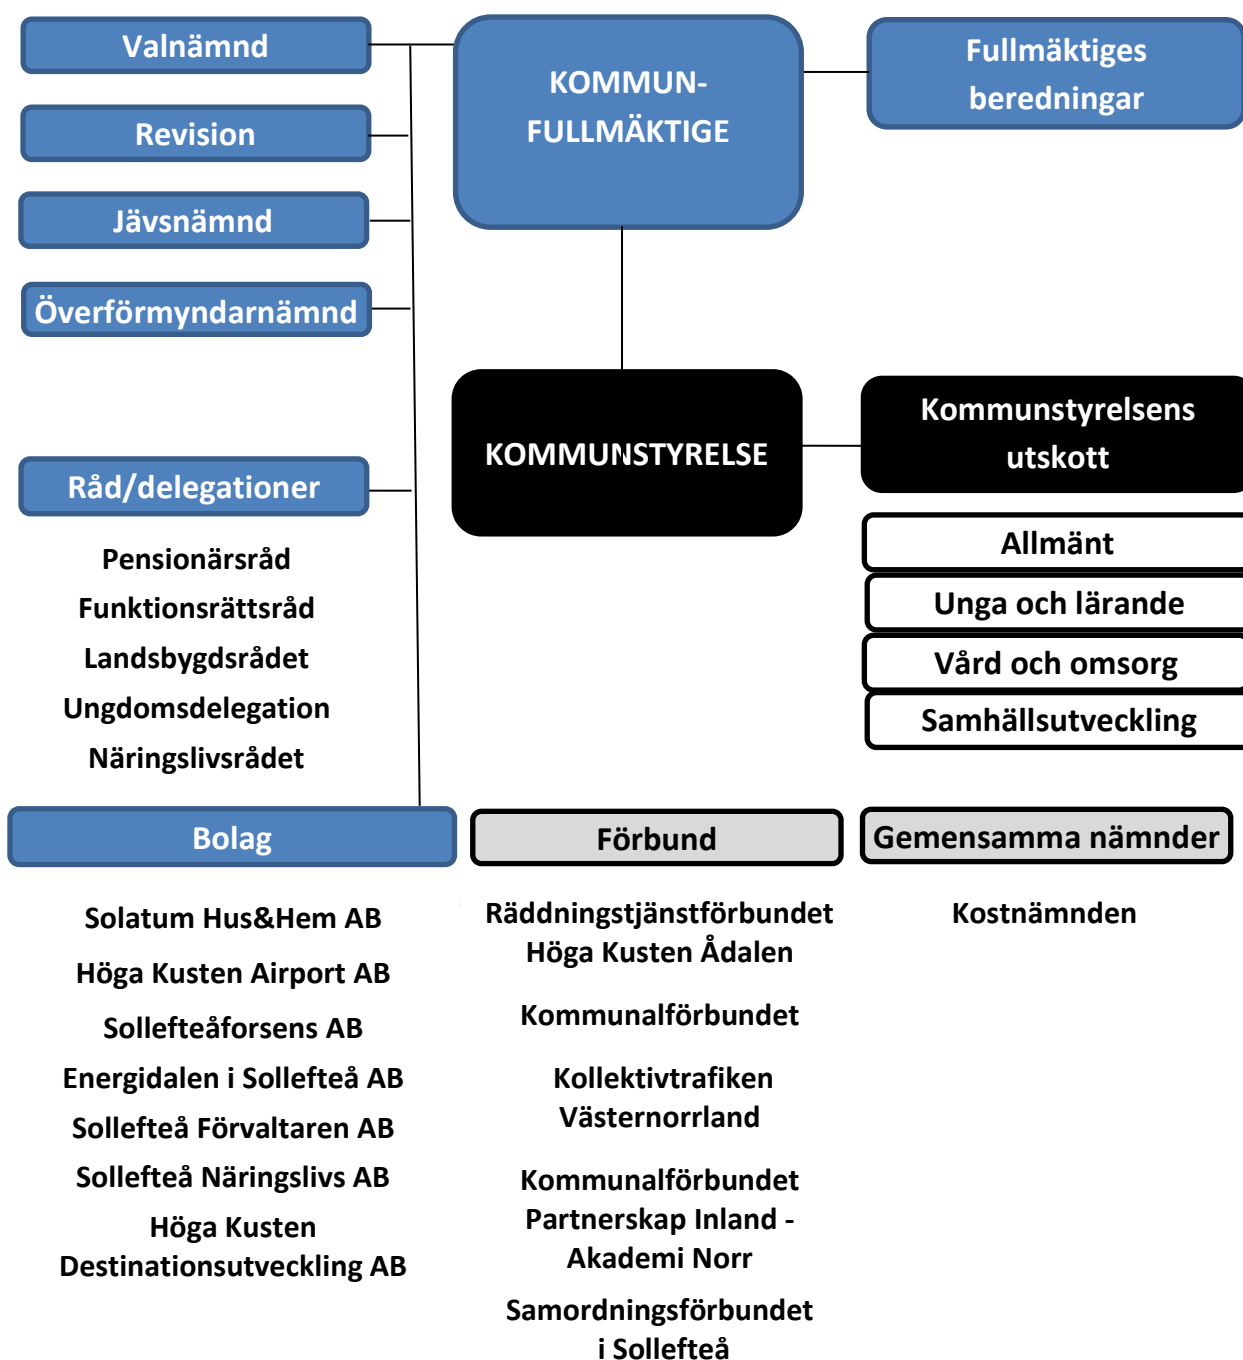 Valnämnd
Revision
Jävsnämnd
Överförmyndarnämnd
KOMMUN-
FULLMÄKTIGE
Fullmäktiges
beredningar
KOMMUNSTYRELSE
Kommunstyrelsens
utskott
Allmänt
Unga och lärande
Vård och omsorg
Samhällsutveckling
Råd/delegationer
Pensionärsråd
Funktionsrättsråd
Landsbygdsrådet
Ungdomsdelegation
Näringslivsrådet
Bolag
Solatum Hus&Hem AB
Höga Kusten Airport AB
Sollefteåforsens AB
Energidalen i Sollefteå AB
Sollefteå Förvaltaren AB
Sollefteå Näringslivs AB
Höga Kusten
Destinationsutveckling AB
Förbund
Räddningstjänstförbundet
Höga Kusten Ådalen
Kommunalförbundet
Kollektivtrafiken
Västernorrland
Kommunalförbundet
Partnerskap Inland -
Akademi Norr
Samordningsförbundet
i Sollefteå
Gemensamma nämnder
Kostnämnden